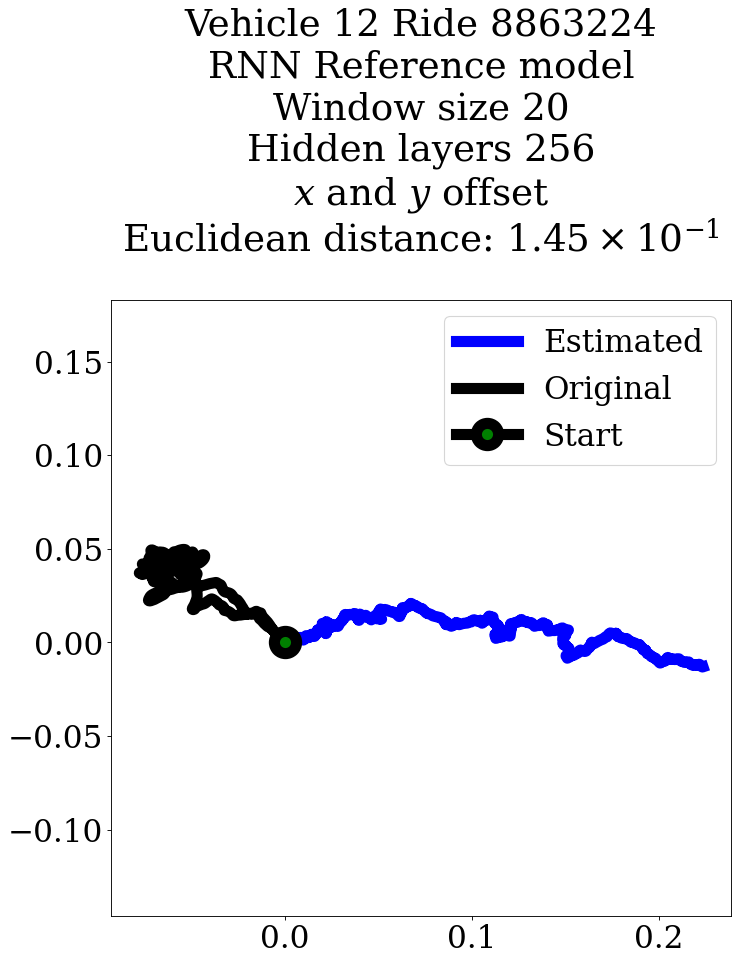 Vehicle 12 Ride 8863224
RNN Reference model
Window size 20
Hidden layers 256
x and y offset
Euclidean distance: 1.45 × 10⁻¹
Estimated
Original
Start
0.15
0.10
0.05
0.00
−0.05
−0.10
0.0 0.1 0.2